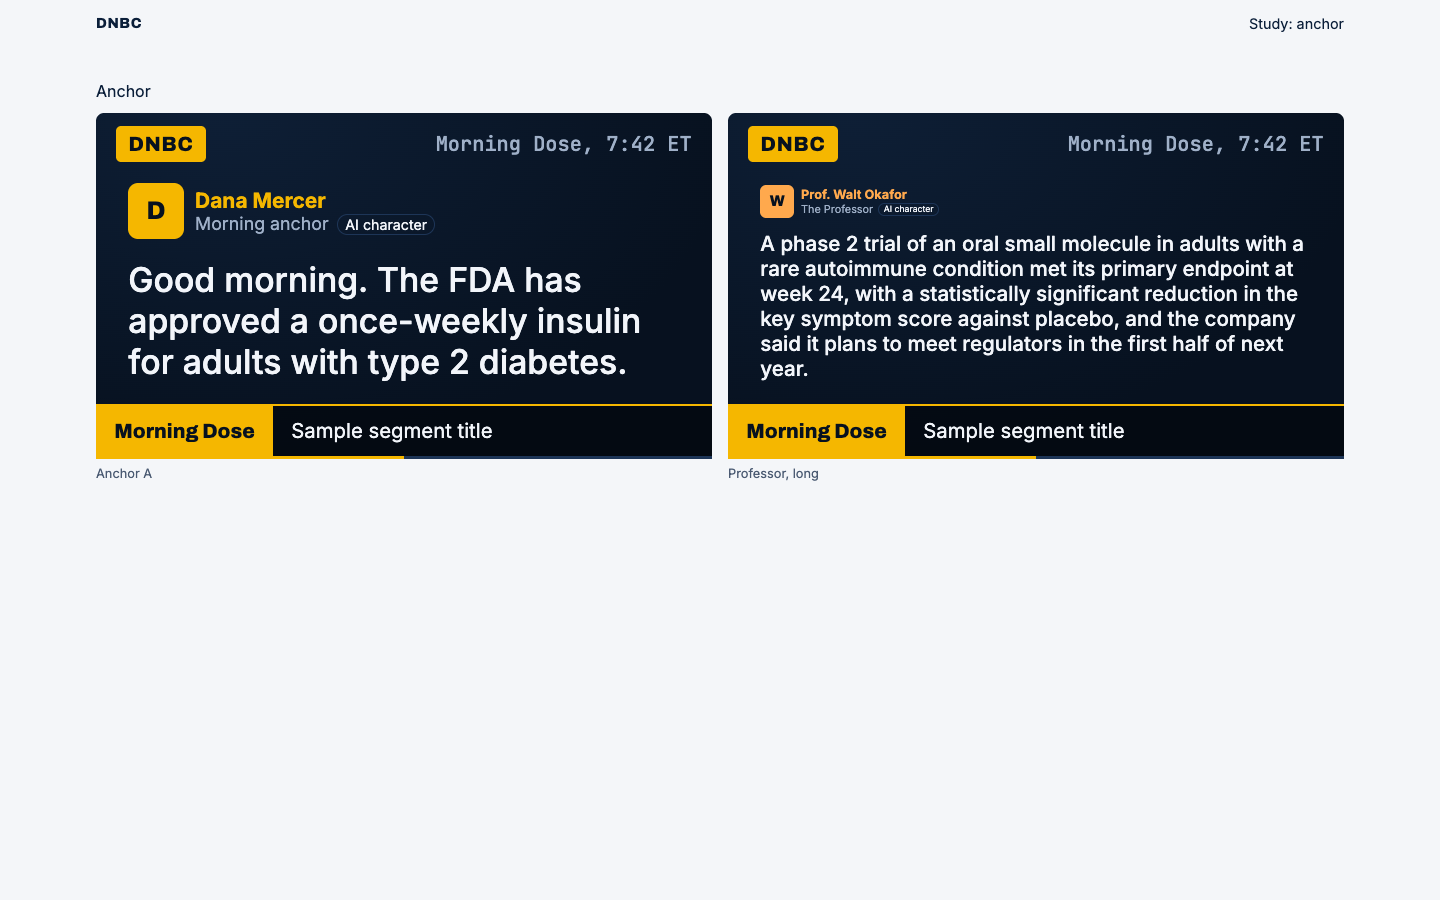 DNBC
Study: anchor
Anchor
DNBC
Morning Dose, 7:42 ET
D
Dana Mercer
Morning anchor AI character
Good morning. The FDA has
approved a once-weekly insulin
for adults with type 2 diabetes.
Morning Dose
Sample segment title
Anchor A
DNBC
Morning Dose, 7:42 ET
W
Prof. Walt Okafor
The Professor AI character
A phase 2 trial of an oral small molecule in adults with a
rare autoimmune condition met its primary endpoint at
week 24, with a statistically significant reduction in the
key symptom score against placebo, and the company
said it plans to meet regulators in the first half of next
year.
Morning Dose
Sample segment title
Professor, long